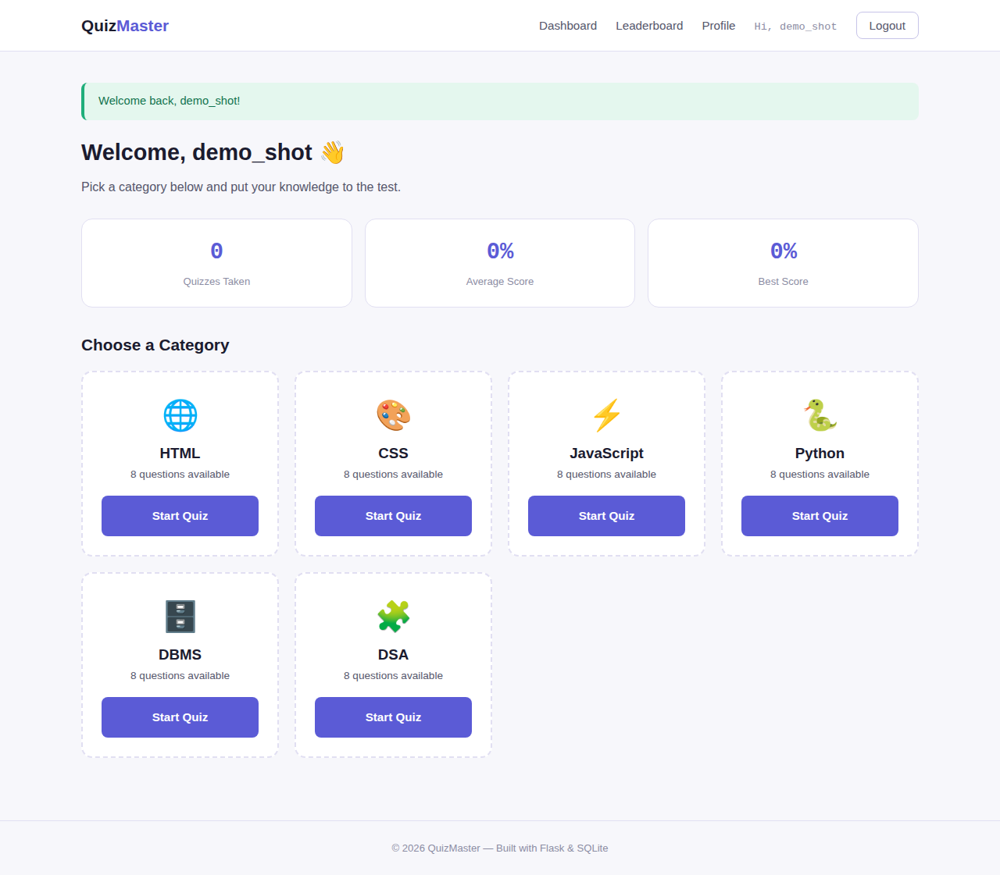 QuizMaster
Dashboard Leaderboard Profile Hi, demo_shot Logout
Welcome back, demo_shot!
Welcome, demo_shot 👋
Pick a category below and put your knowledge to the test.
0 0% 0%
Quizzes Taken Average Score Best Score
Choose a Category
HTML CSS JavaScript Python
8 questions available 8 questions available 8 questions available 8 questions available
Start Quiz Start Quiz Start Quiz Start Quiz
DBMS DSA
8 questions available 8 questions available
Start Quiz Start Quiz
© 2026 QuizMaster — Built with Flask & SQLite